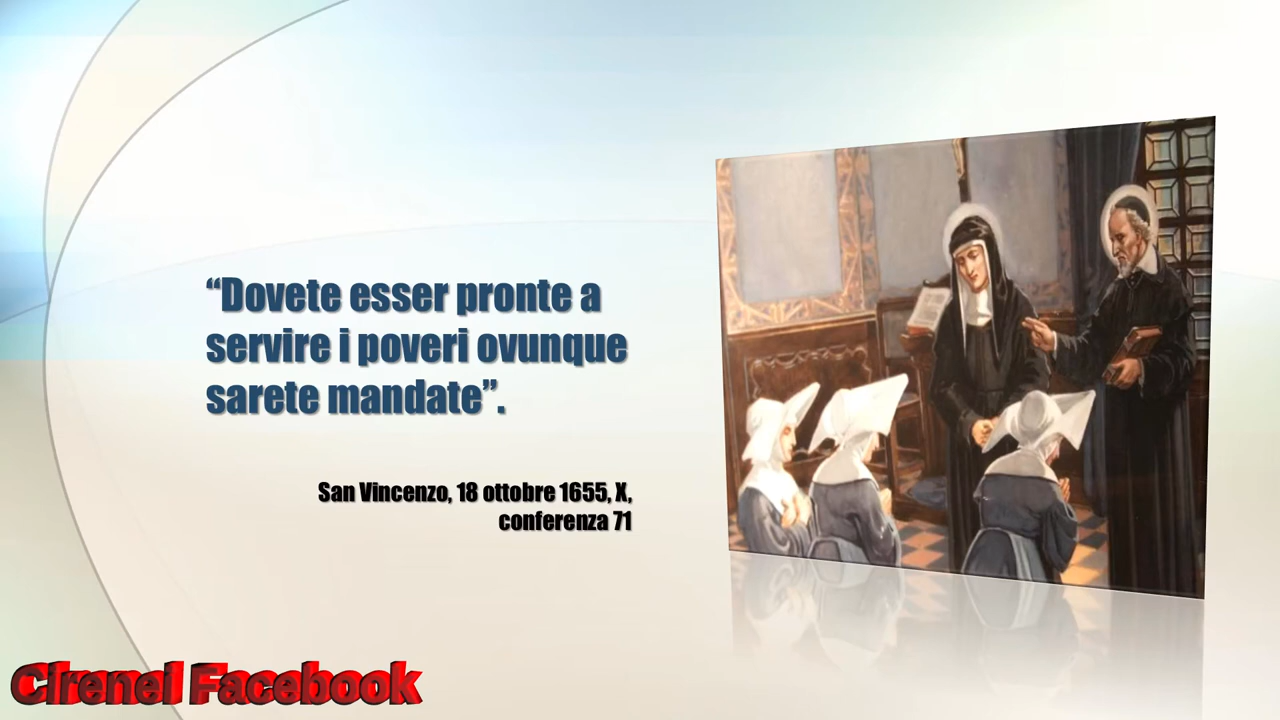 “Dovete esser pronte a
servire i poveri ovunque
sarete mandate”.
San Vincenzo, 18 ottobre 1655, X,
conferenza 71
Cirenei Facebook